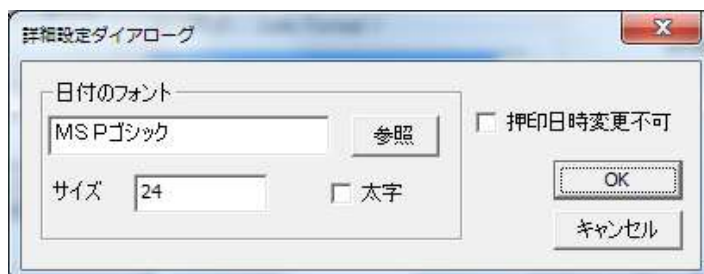 詳細設定ダイアローグ
日付のフォント
MS Pゴシック
参照
押印日時変更不可
サイズ
24
太字
OK
キャンセル